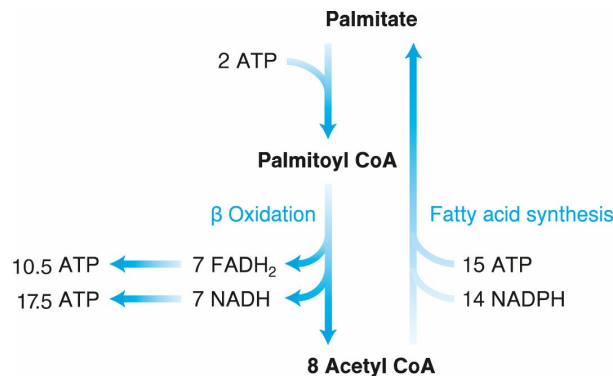 Palmitate
2 ATP
Palmitoyl CoA
β Oxidation
Fatty acid synthesis
10.5 ATP
7 FADH₂
15 ATP
17.5 ATP
7 NADH
14 NADPH
8 Acetyl CoA